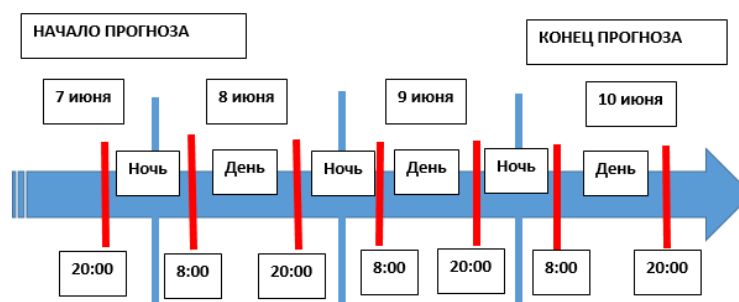 НАЧАЛО ПРОГНОЗА
КОНЕЦ ПРОГНОЗА
7 июня
8 июня
9 июня
10 июня
Ночь
День
Ночь
День
Ночь
День
20:00
8:00
20:00
8:00
20:00
8:00
20:00